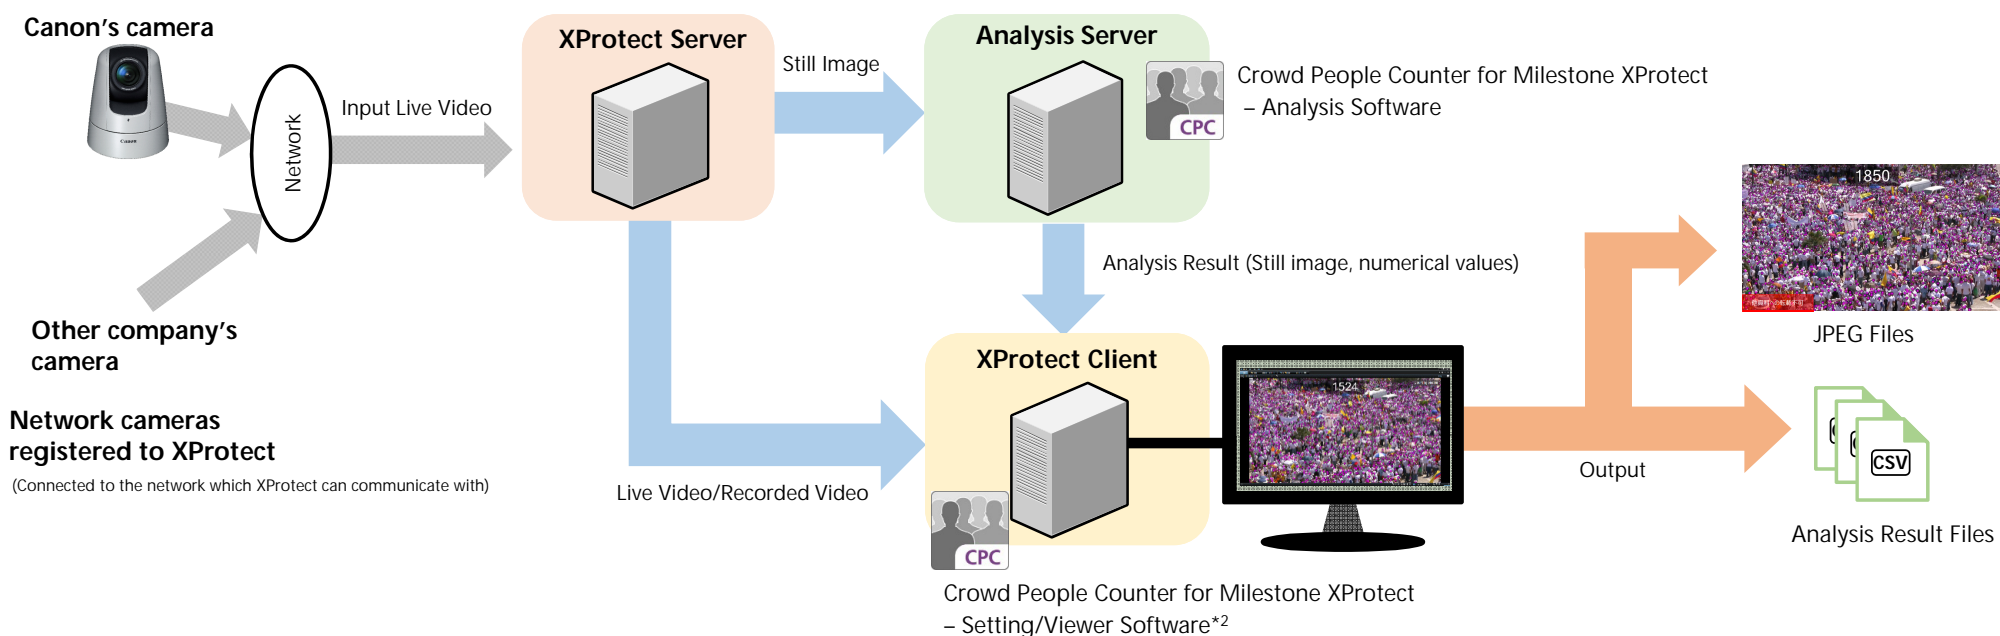 Canon's camera
Canon
Network
Input Live Video
Other company's
camera
Network cameras
registered to XProtect
(Connected to the network which XProtect can communicate with)
XProtect Server
Still Image
Analysis Server
CPC
Crowd People Counter for Milestone XProtect
– Analysis Software
Analysis Result (Still image, numerical values)
Live Video/Recorded Video
XProtect Client
1524
CPC
Crowd People Counter for Milestone XProtect
– Setting/Viewer Software*2
Output
1850
JPEG Files
CSV
Analysis Result Files